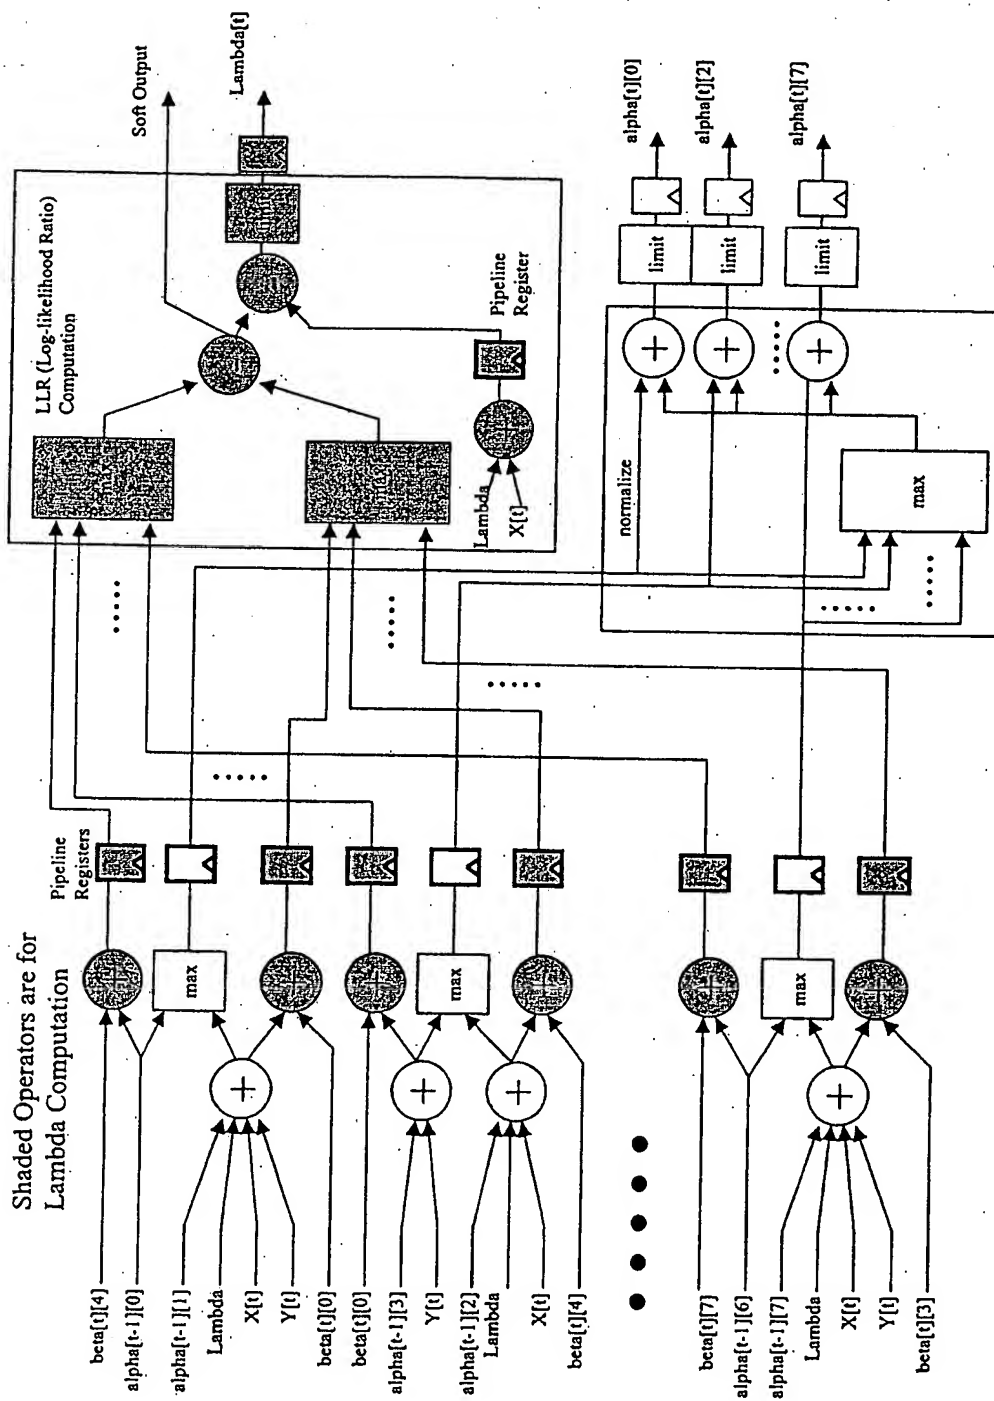 Shaded Operators are for
Lambda Computation
beta[t][4]
alpha[t-1][0]
alpha[t-1][1]
Lambda
X[t]
Y[t]
beta[t][0]
beta[t][0]
alpha[t-1][3]
Y[t]
alpha[t-1][2]
Lambda
X[t]
beta[t][4]
beta[t][7]
alpha[t-1][6]
alpha[t-1][7]
Lambda
X[t]
Y[t]
beta[t][3]
max
max
max
Pipeline
Registers
LLR (Log-likelihood Ratio)
Computation
max
max
Lambda
X[t]
Pipeline
Register
limit
Soft Output
Lambda[t]
normalize
max
limit
limit
limit
alpha[t][0]
alpha[t][2]
alpha[t][7]